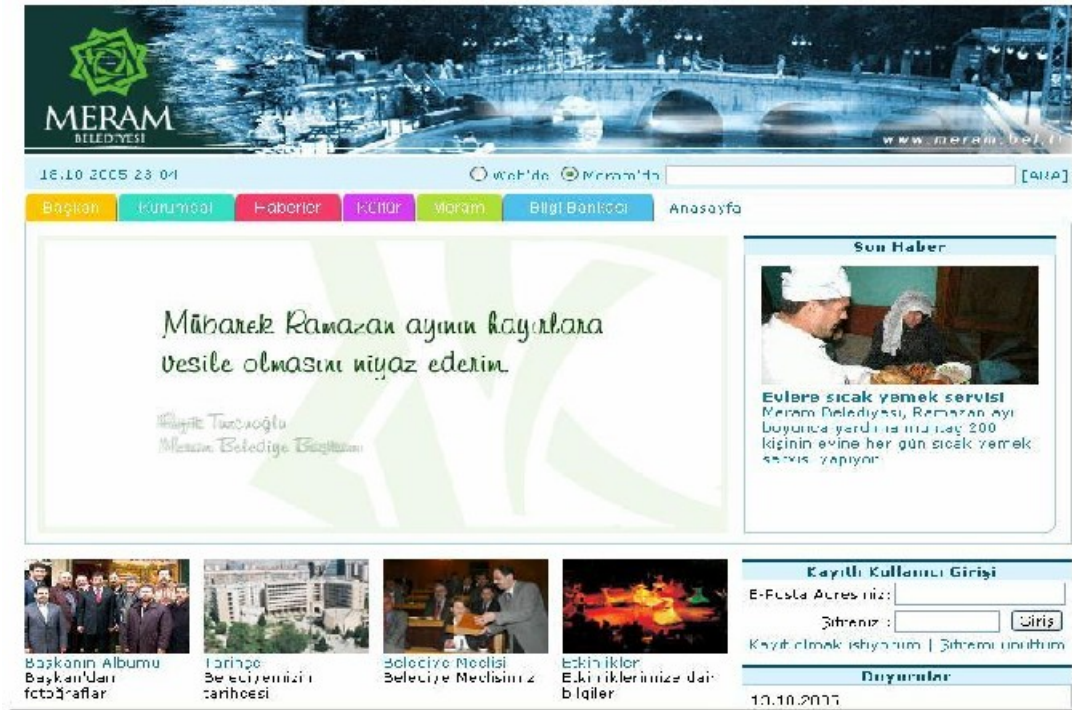 MERAM
BELEDİYESİ
www.meram.bel.tr
18.10.2005 23:04
Web'de Meram'da [ARA]
Başkan Kurumsal Haberler Kültür Meram Bilgi Bankası Anasayfa
Mübarek Ramazan ayının hayırlara
vesile olmasını niyaz ederim.
Tuzcuoğlu
Meram Belediye Başkanı
Son Haber
Evlere sıcak yemek servisi
Meram Belediyesi, Ramazan ayı
boyunca yardıma muhtaç 200
kişinin evine her gün sıcak yemek
servisi yapıyor.
Başkanın Albümü
Başkan'dan
fotoğraflar
Tarihçe
Belediyemizin
tarihçesi
Belediye Meclisi
Belediye Meclisimiz
Etkinlikler
Etkinliklerimize dair
bilgiler
Kayıtlı Kullanıcı Girişi
E-Posta Adresiniz:
Şifreniz : Giriş
Kayıt olmak istiyorum | Şifremi unuttum
Duyurular